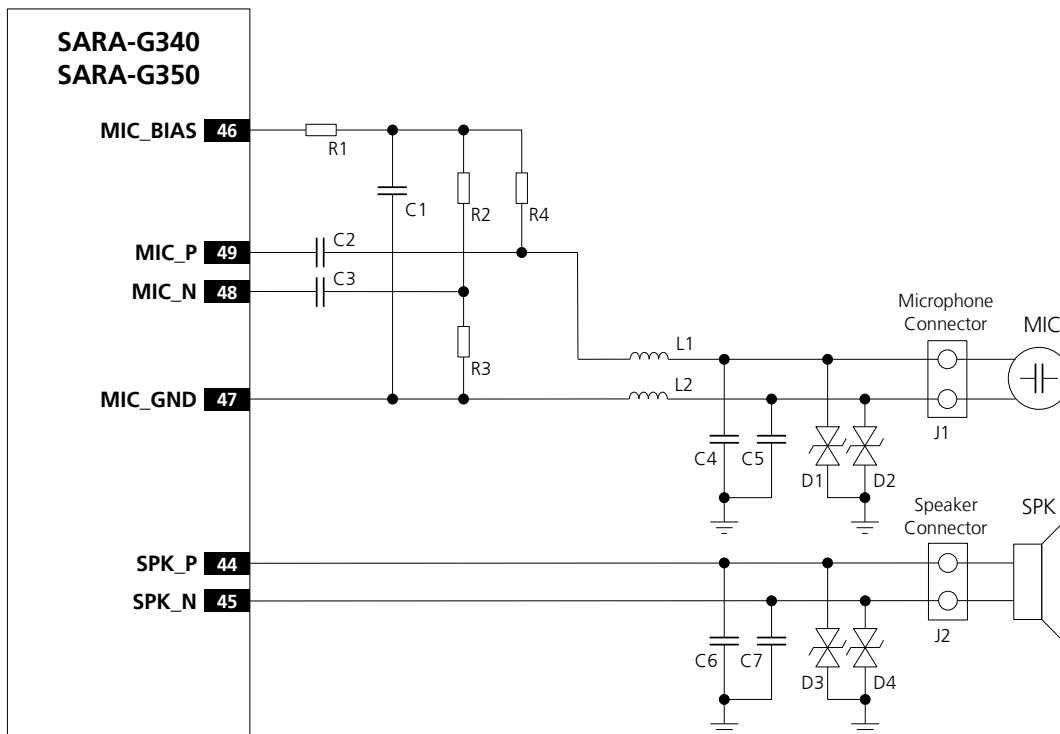 SARA-G340
SARA-G350
MIC_BIAS 46
R1
C1
R2
R4
MIC_P 49
C2
MIC_N 48
C3
R3
MIC_GND 47
L1
L2
Microphone
Connector
MIC
J1
C4
C5
D1
D2
Speaker
Connector
SPK
SPK_P 44
SPK_N 45
J2
C6
C7
D3
D4